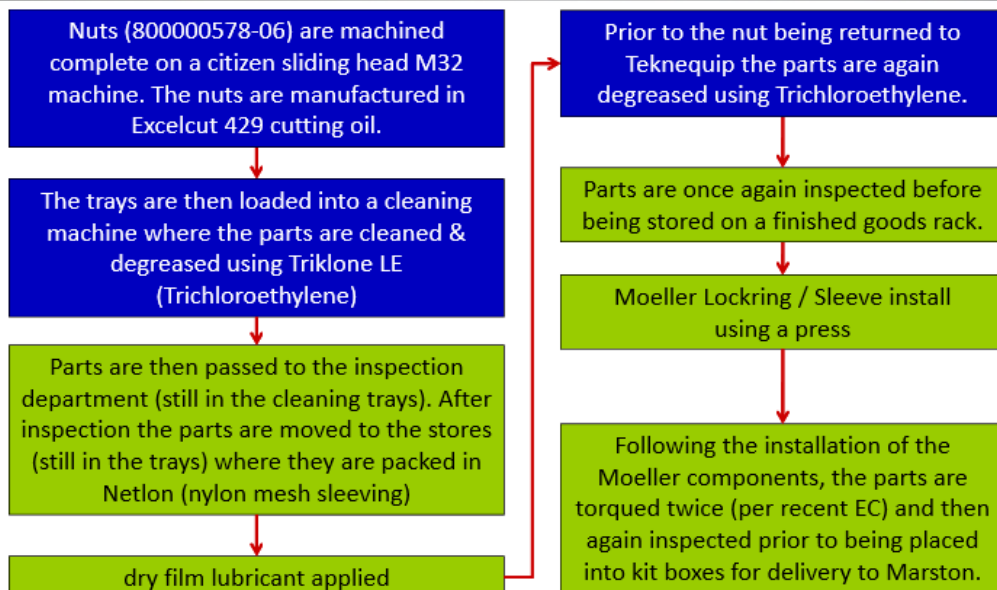 Nuts (800000578-06) are machined
complete on a citizen sliding head M32
machine. The nuts are manufactured in
Excelcut 429 cutting oil.
The trays are then loaded into a cleaning
machine where the parts are cleaned &
degreased using Triklone LE
(Trichloroethylene)
Parts are then passed to the inspection
department (still in the cleaning trays). After
inspection the parts are moved to the stores
(still in the trays) where they are packed in
Netlon (nylon mesh sleeving)
dry film lubricant applied
Prior to the nut being returned to
Teknequip the parts are again
degreased using Trichloroethylene.
Parts are once again inspected before
being stored on a finished goods rack.
Moeller Lockring / Sleeve install
using a press
Following the installation of the
Moeller components, the parts are
torqued twice (per recent EC) and then
again inspected prior to being placed
into kit boxes for delivery to Marston.